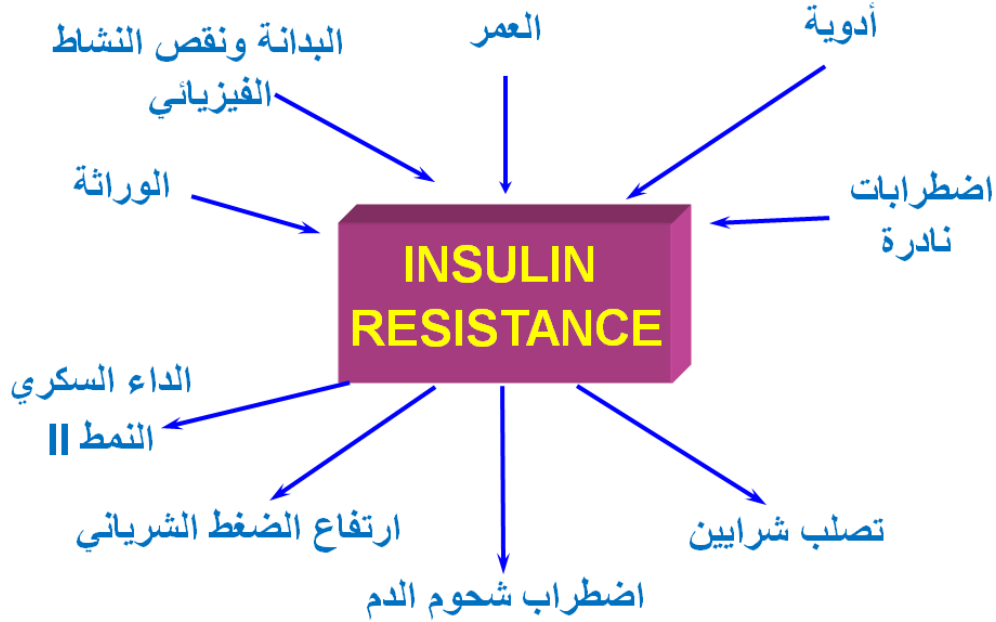 أدوية
العمر
البدانة ونقص النشاط
الفيزيائي
الوراثة
اضطرابات
نادرة
INSULIN
RESISTANCE
الداء السكري
النمط II
ارتفاع الضغط الشرياني
تصلب شرايين
اضطراب شحوم الدم